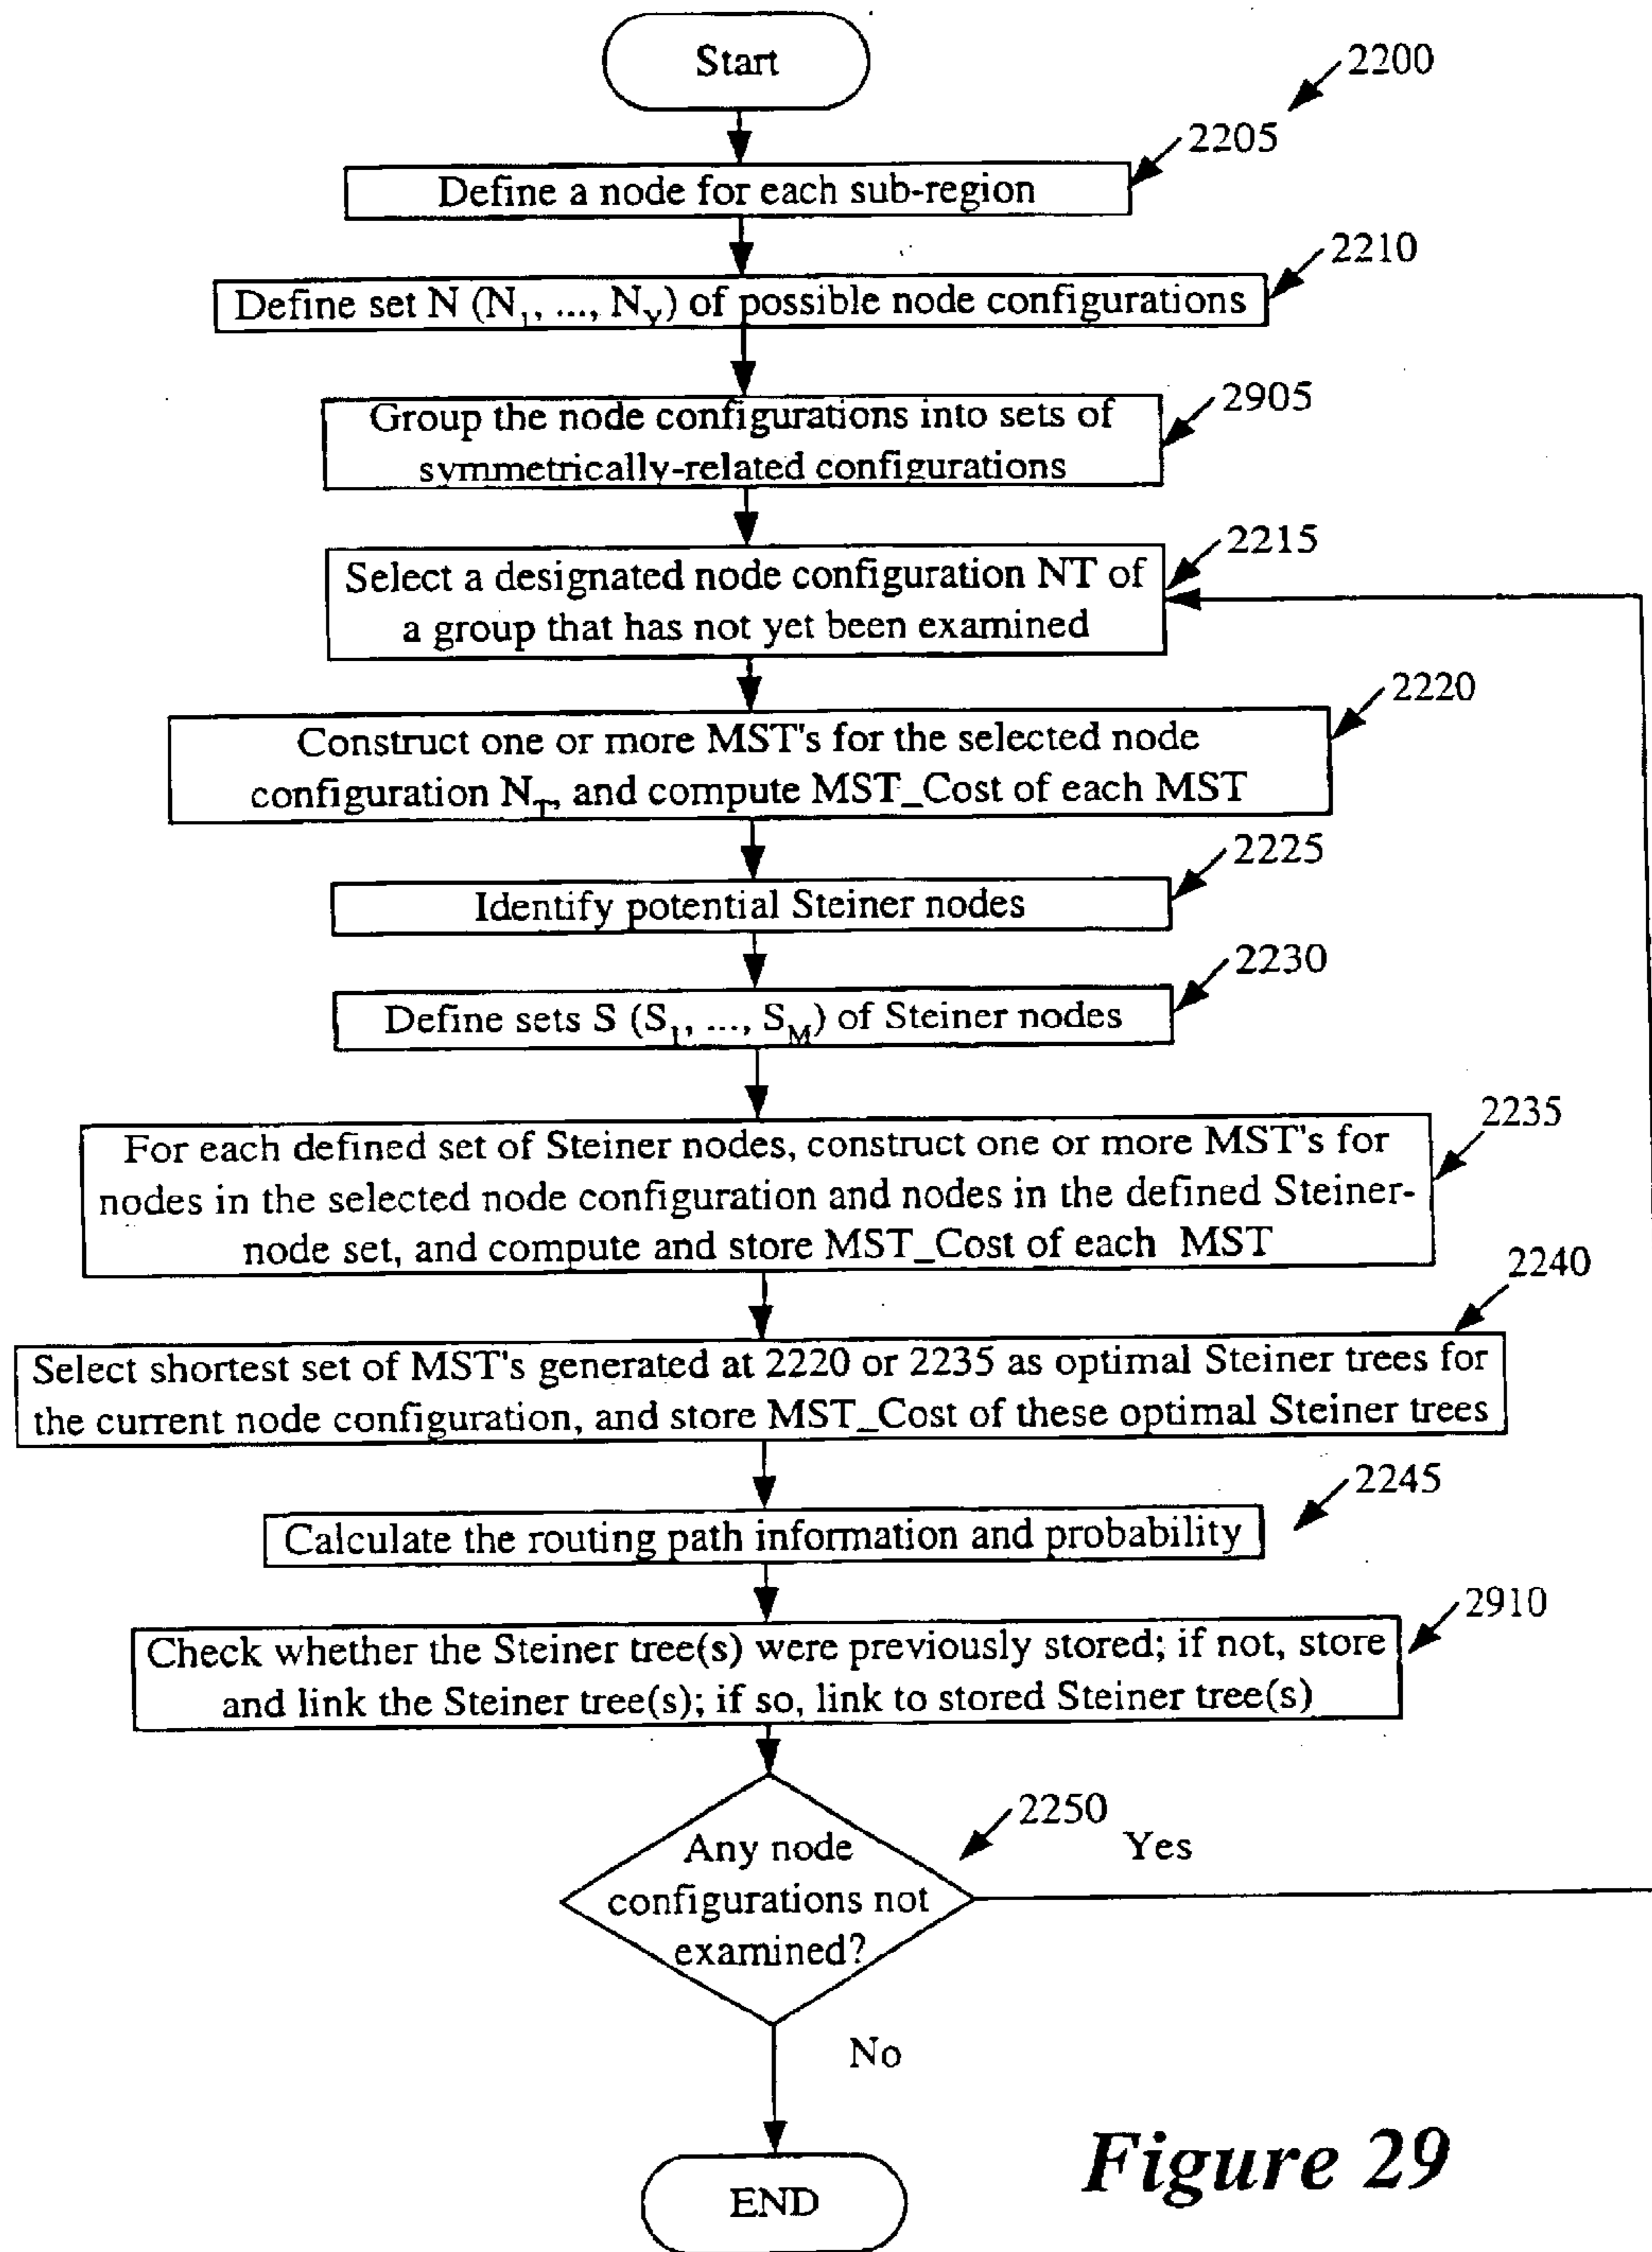 Start
2200
2205
Define a node for each sub-region
2210
Define set N (N₁, ..., Nᵧ) of possible node configurations
2905
Group the node configurations into sets of
symmetrically-related configurations
2215
Select a designated node configuration NT of
a group that has not yet been examined
2220
Construct one or more MST's for the selected node
configuration N_T, and compute MST_Cost of each MST
2225
Identify potential Steiner nodes
2230
Define sets S (S₁, ..., S_M) of Steiner nodes
2235
For each defined set of Steiner nodes, construct one or more MST's for
nodes in the selected node configuration and nodes in the defined Steiner-
node set, and compute and store MST_Cost of each MST
2240
Select shortest set of MST's generated at 2220 or 2235 as optimal Steiner trees for
the current node configuration, and store MST_Cost of these optimal Steiner trees
2245
Calculate the routing path information and probability
2910
Check whether the Steiner tree(s) were previously stored; if not, store
and link the Steiner tree(s); if so, link to stored Steiner tree(s)
2250
Any node
configurations not
examined?
Yes
No
END
Figure 29